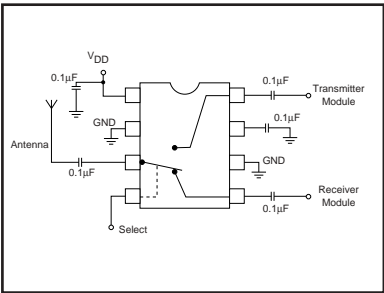 VDD
0.1µF
0.1µF
Transmitter
Module
GND
0.1µF
Antenna
GND
0.1µF
Receiver
Module
0.1µF
Select